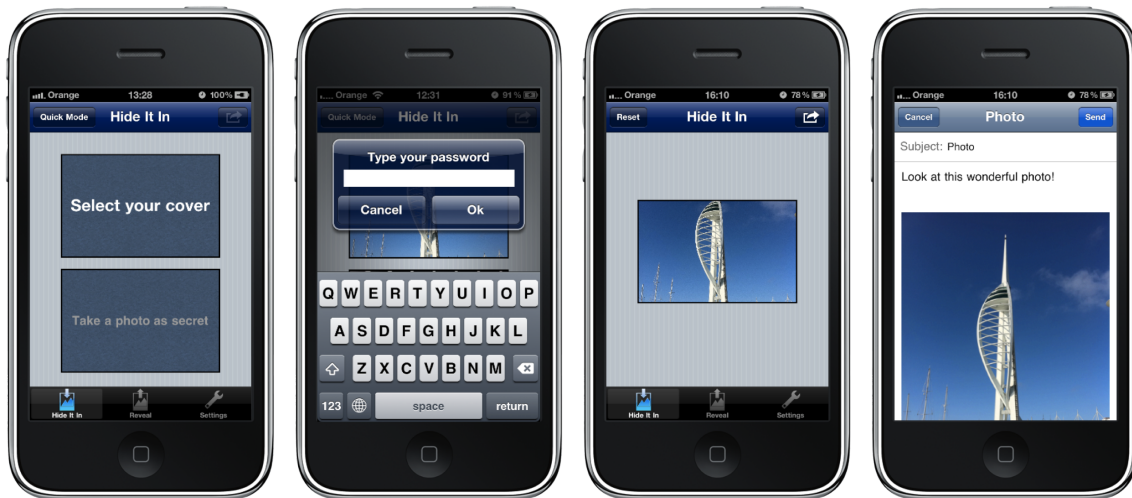 Orange 13:28 100%
Quick Mode Hide It In
Select your cover
Take a photo as secret
Hide It In Reveal Settings
... Orange 12:31 91 %
Quick Mode Hide It In
Type your password
Cancel Ok
Q W E R T Y U I O P
A S D F G H J K L
Z X C V B N M
123 space return
... Orange 16:10 78 %
Reset Hide It In
Hide It In Reveal Settings
... Orange 16:10 78 %
Cancel Photo Send
Subject: Photo
Look at this wonderful photo!